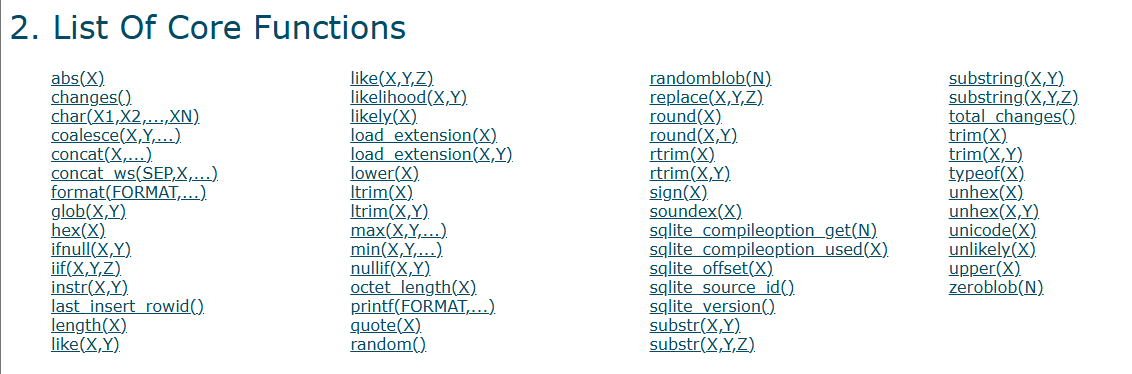 2. List Of Core Functions
abs(X)
changes()
char(X1,X2,...,XN)
coalesce(X,Y,...)
concat(X,...)
concat_ws(SEP,X,...)
format(FORMAT,...)
glob(X,Y)
hex(X)
ifnull(X,Y)
iif(X,Y,Z)
instr(X,Y)
last_insert_rowid()
length(X)
like(X,Y)
like(X,Y,Z)
likelihood(X,Y)
likely(X)
load_extension(X)
load_extension(X,Y)
lower(X)
ltrim(X)
ltrim(X,Y)
max(X,Y,...)
min(X,Y,...)
nullif(X,Y)
octet_length(X)
printf(FORMAT,...)
quote(X)
random()
randomblob(N)
replace(X,Y,Z)
round(X)
round(X,Y)
rtrim(X)
rtrim(X,Y)
sign(X)
soundex(X)
sqlite_compileoption_get(N)
sqlite_compileoption_used(X)
sqlite_offset(X)
sqlite_source_id()
sqlite_version()
substr(X,Y)
substr(X,Y,Z)
substring(X,Y)
substring(X,Y,Z)
total_changes()
trim(X)
trim(X,Y)
typeof(X)
unhex(X)
unhex(X,Y)
unicode(X)
unlikely(X)
upper(X)
zeroblob(N)